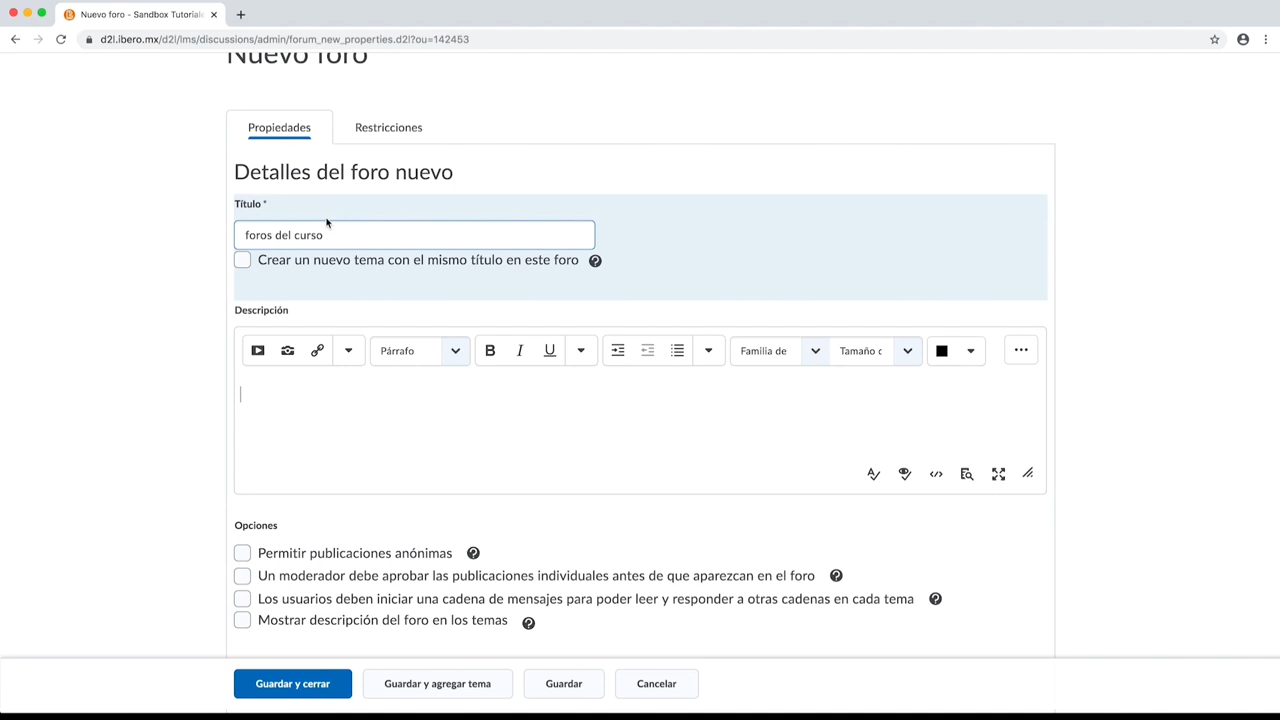 Nuevo foro - Sandbox Tutoriale
d2l.ibero.mx/d2l/lms/discussions/admin/forum_new_properties.d2l?ou=142453
Nuevo foro
Propiedades
Restricciones
Detalles del foro nuevo
Título *
foros del curso
Crear un nuevo tema con el mismo título en este foro
Descripción
Párrafo B I U Familia de Tamaño c
Opciones
Permitir publicaciones anónimas
Un moderador debe aprobar las publicaciones individuales antes de que aparezcan en el foro
Los usuarios deben iniciar una cadena de mensajes para poder leer y responder a otras cadenas en cada tema
Mostrar descripción del foro en los temas
Guardar y cerrar
Guardar y agregar tema
Guardar
Cancelar